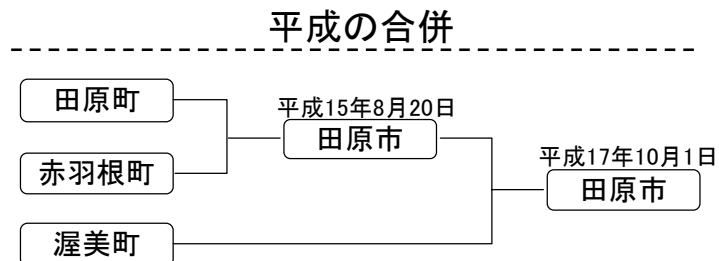 平成の合併
田原町
平成15年8月20日
田原市
赤羽根町
平成17年10月1日
田原市
渥美町